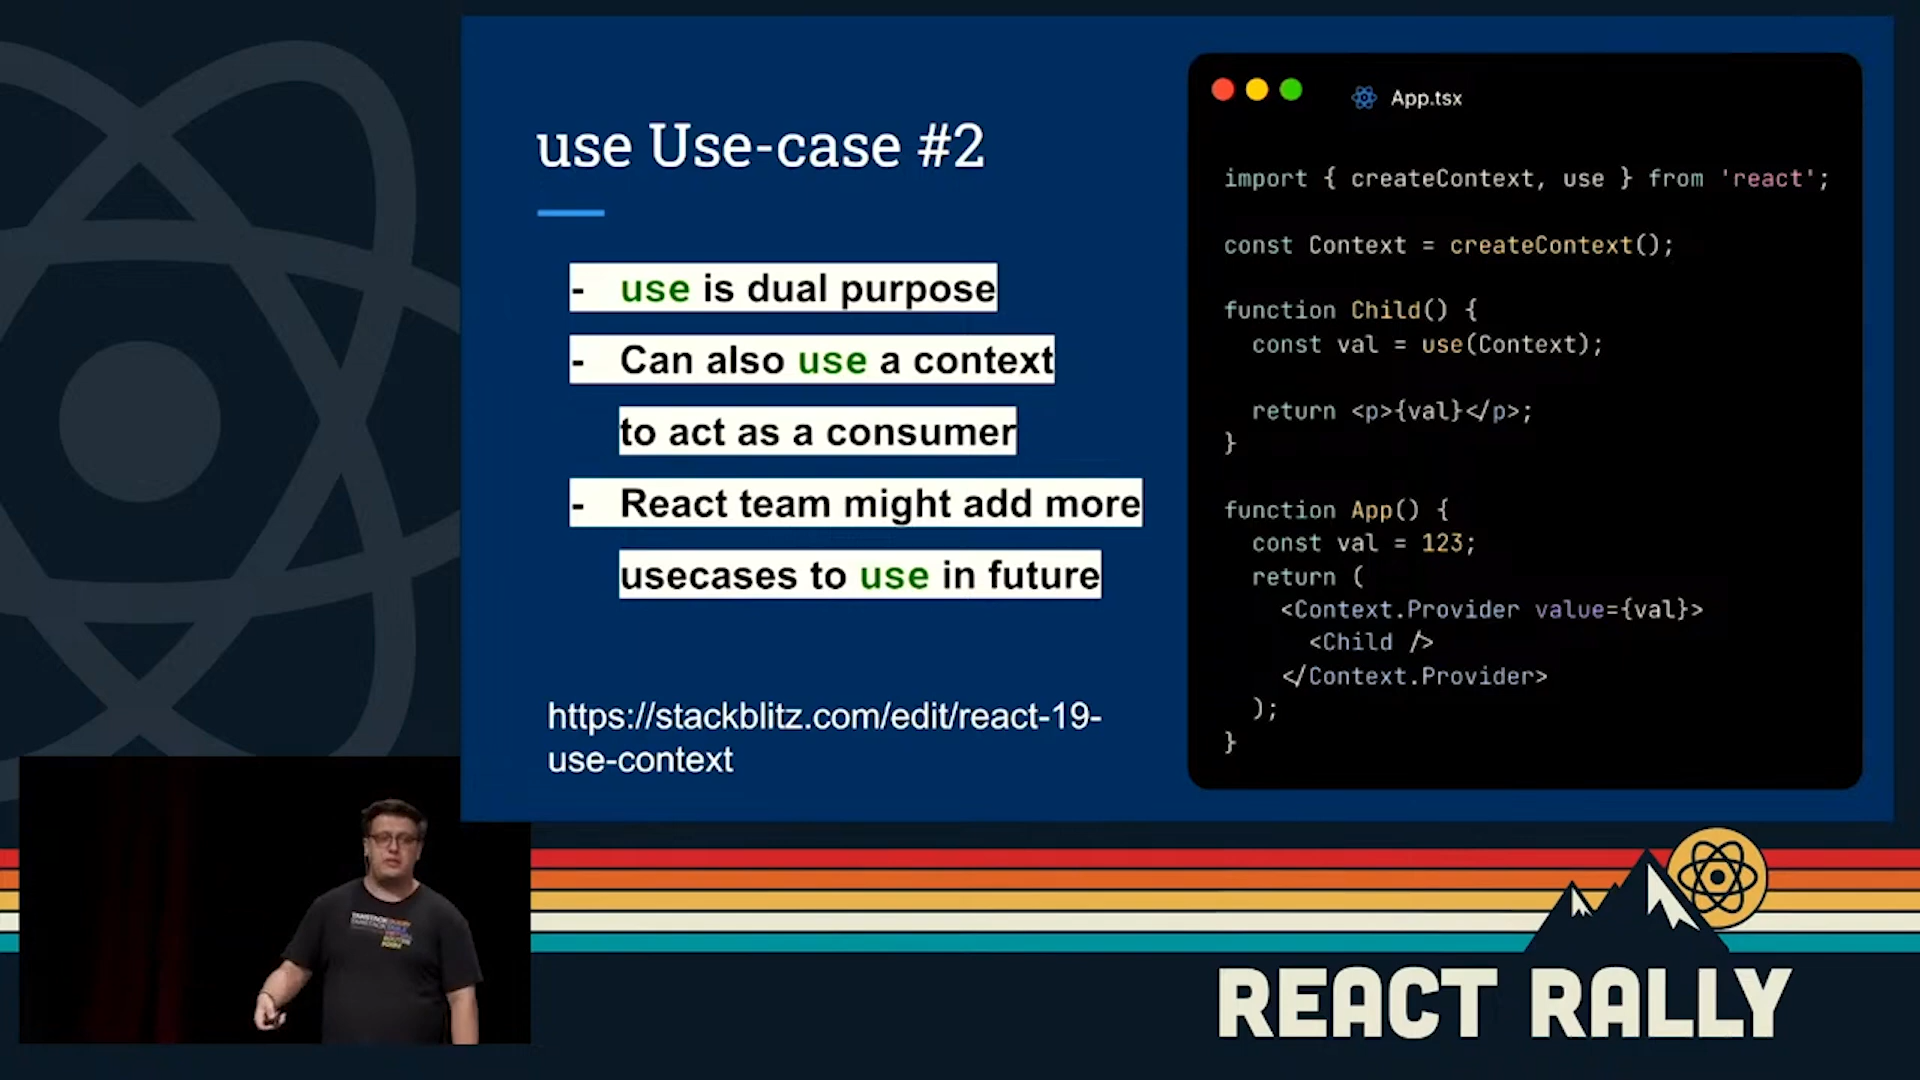 use Use-case #2
- use is dual purpose
- Can also use a context
to act as a consumer
- React team might add more
usecases to use in future
https://stackblitz.com/edit/react-19-
use-context
App.tsx
import { createContext, use } from 'react';
const Context = createContext();
function Child() {
const val = use(Context);
return <p>{val}</p>;
}
function App() {
const val = 123;
return (
<Context.Provider value={val}>
<Child />
</Context.Provider>
);
}
REACT RALLY